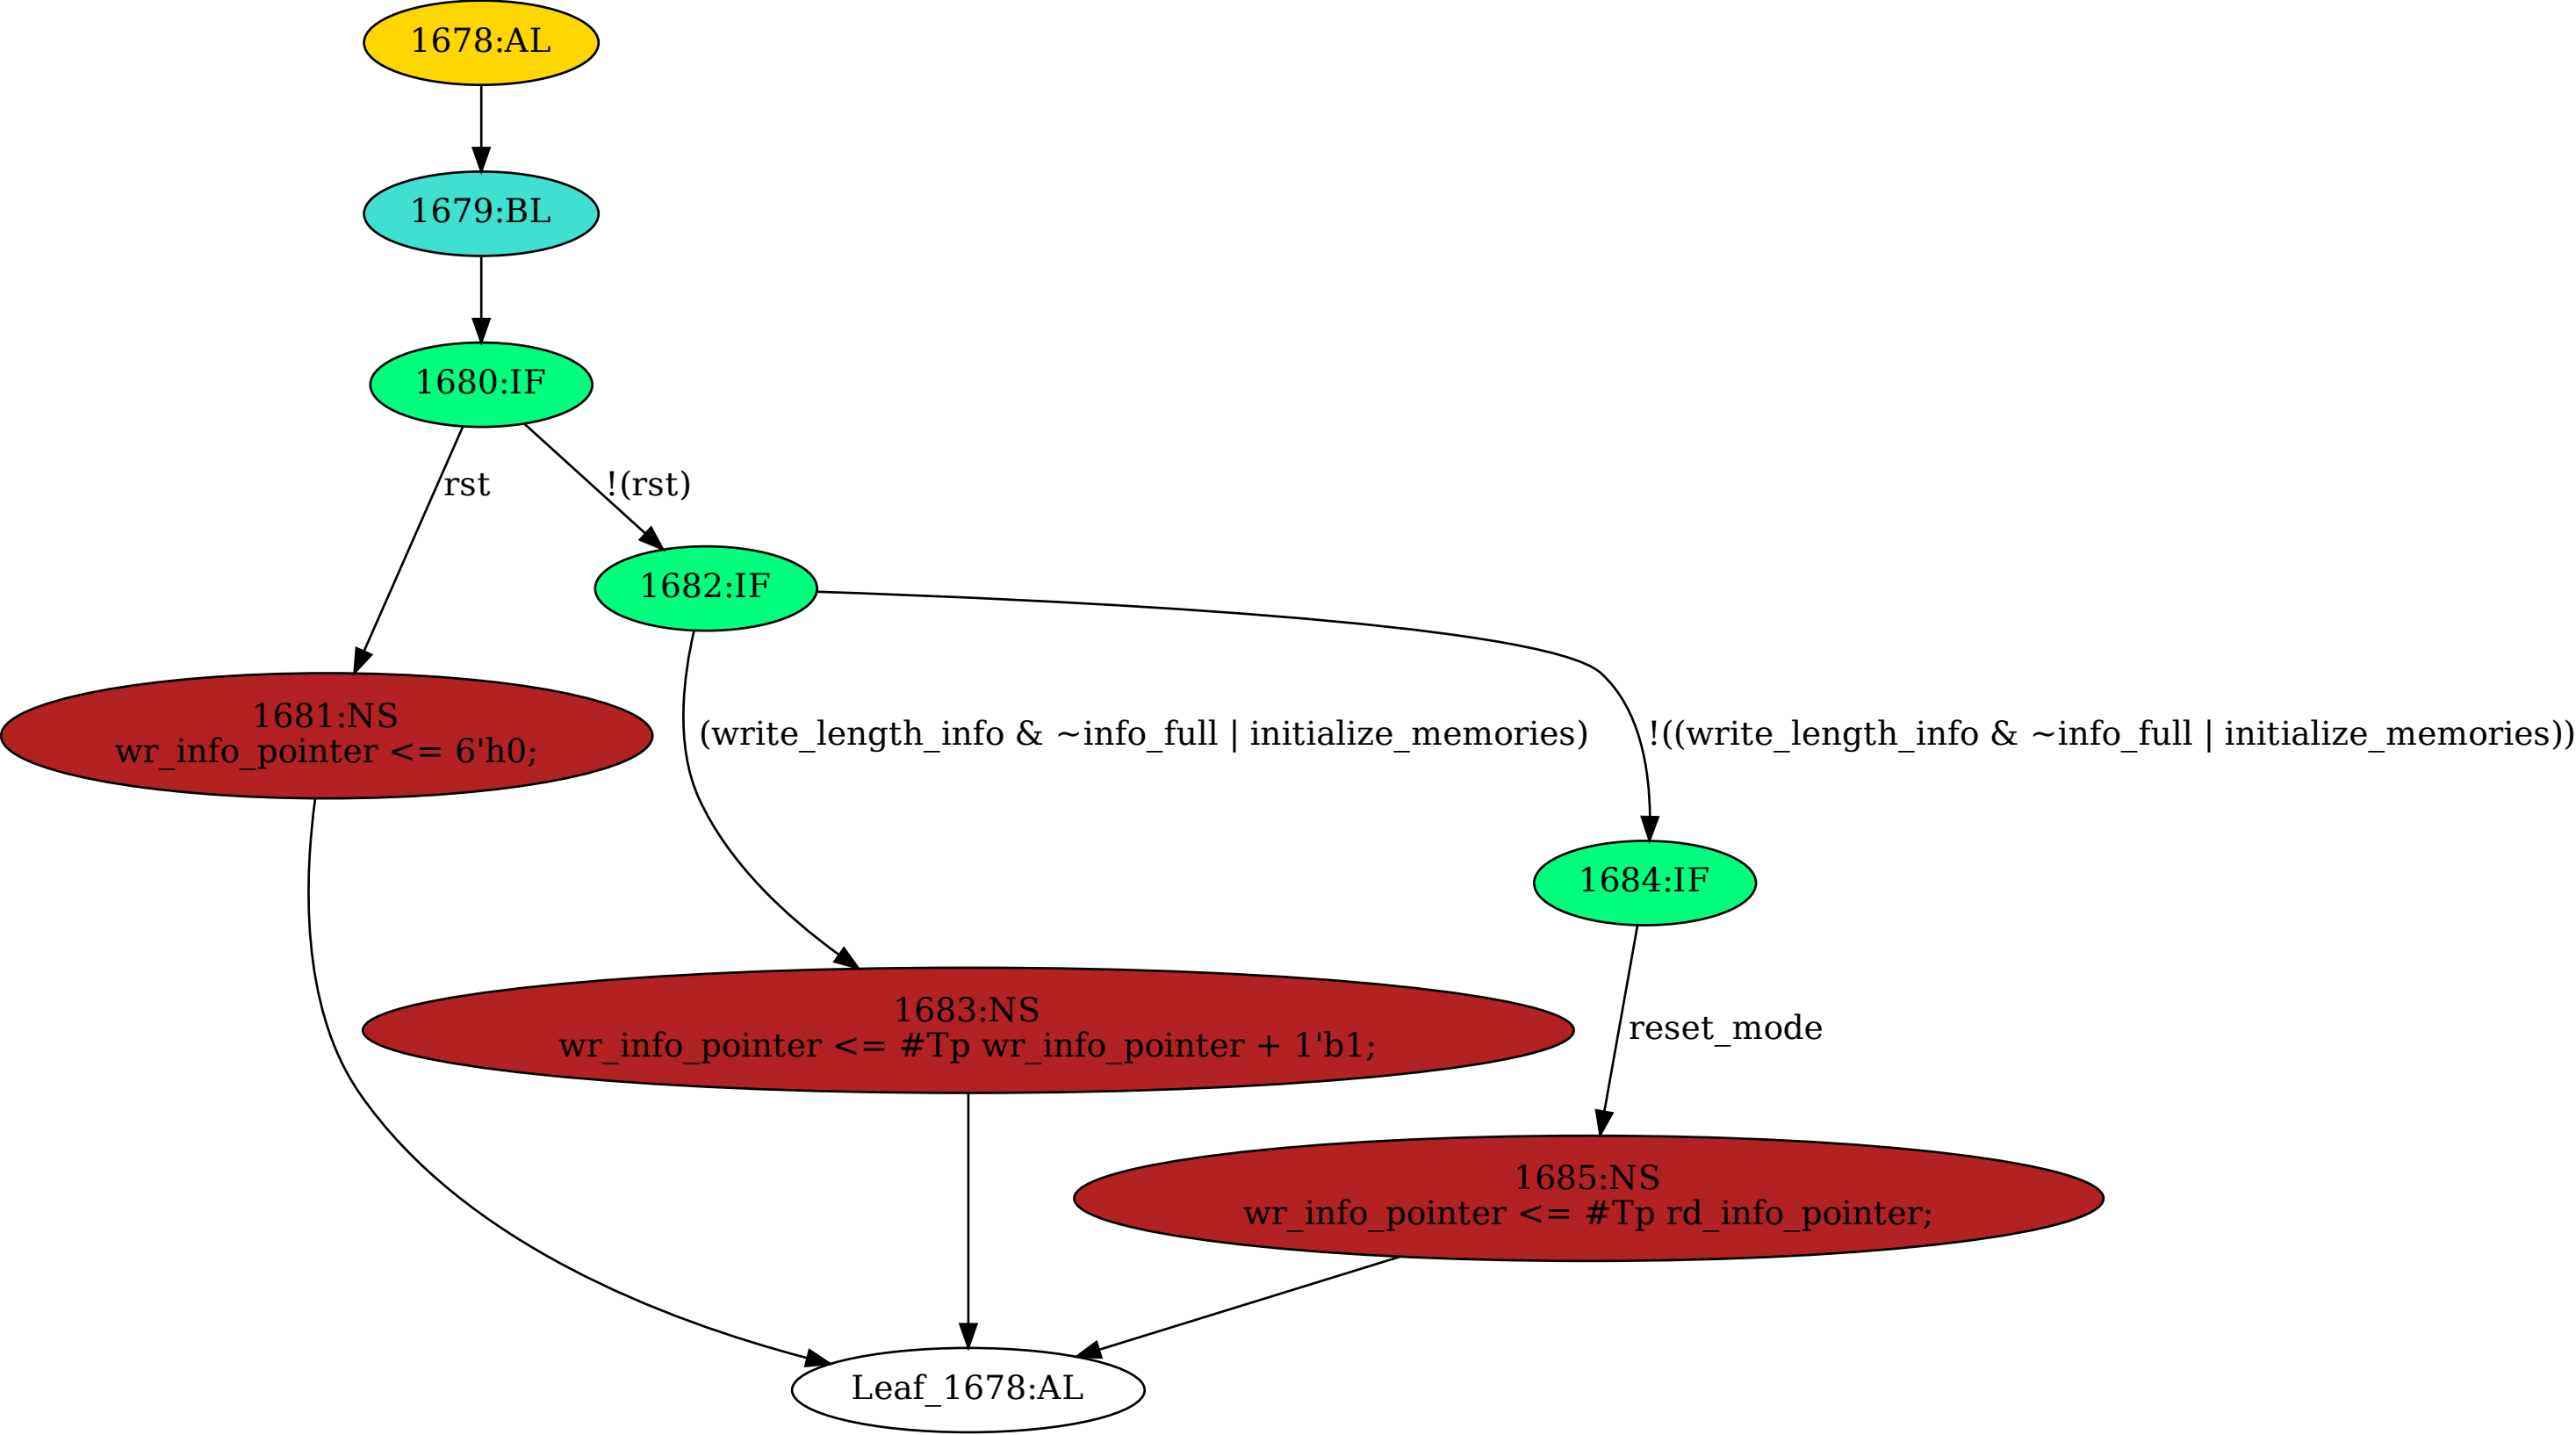 1678:AL
1679:BL
1680:IF
rst
!(rst)
1682:IF
1681:NS
wr_info_pointer <= 6'h0;
(write_length_info & ~info_full | initialize_memories)
!((write_length_info & ~info_full | initialize_memories))
1684:IF
1683:NS
wr_info_pointer <= #Tp wr_info_pointer + 1'b1;
reset_mode
1685:NS
wr_info_pointer <= #Tp rd_info_pointer;
Leaf_1678:AL